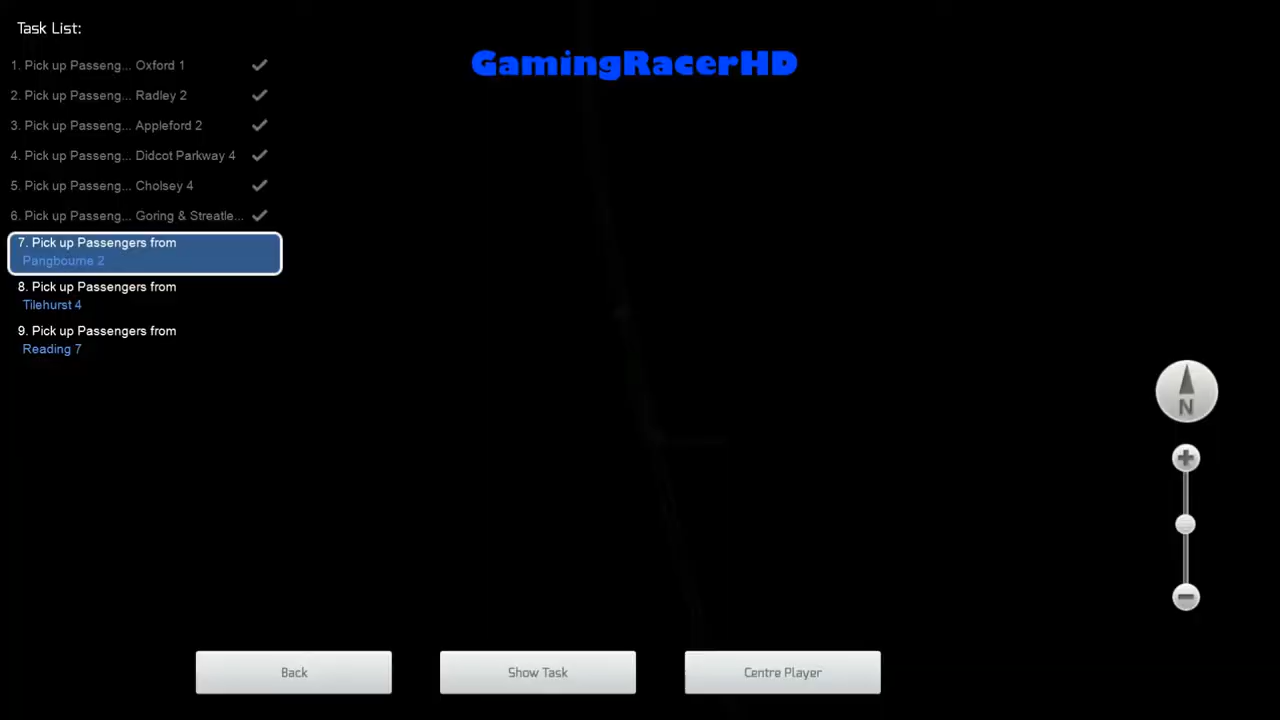 Task List:
GamingRacerHD
1. Pick up Passeng... Oxford 1
2. Pick up Passeng... Radley 2
3. Pick up Passeng... Appleford 2
4. Pick up Passeng... Didcot Parkway 4
5. Pick up Passeng... Cholsey 4
6. Pick up Passeng... Goring & Streatle...
7. Pick up Passengers from
Pangbourne 2
8. Pick up Passengers from
Tilehurst 4
9. Pick up Passengers from
Reading 7
N
Back
Show Task
Centre Player